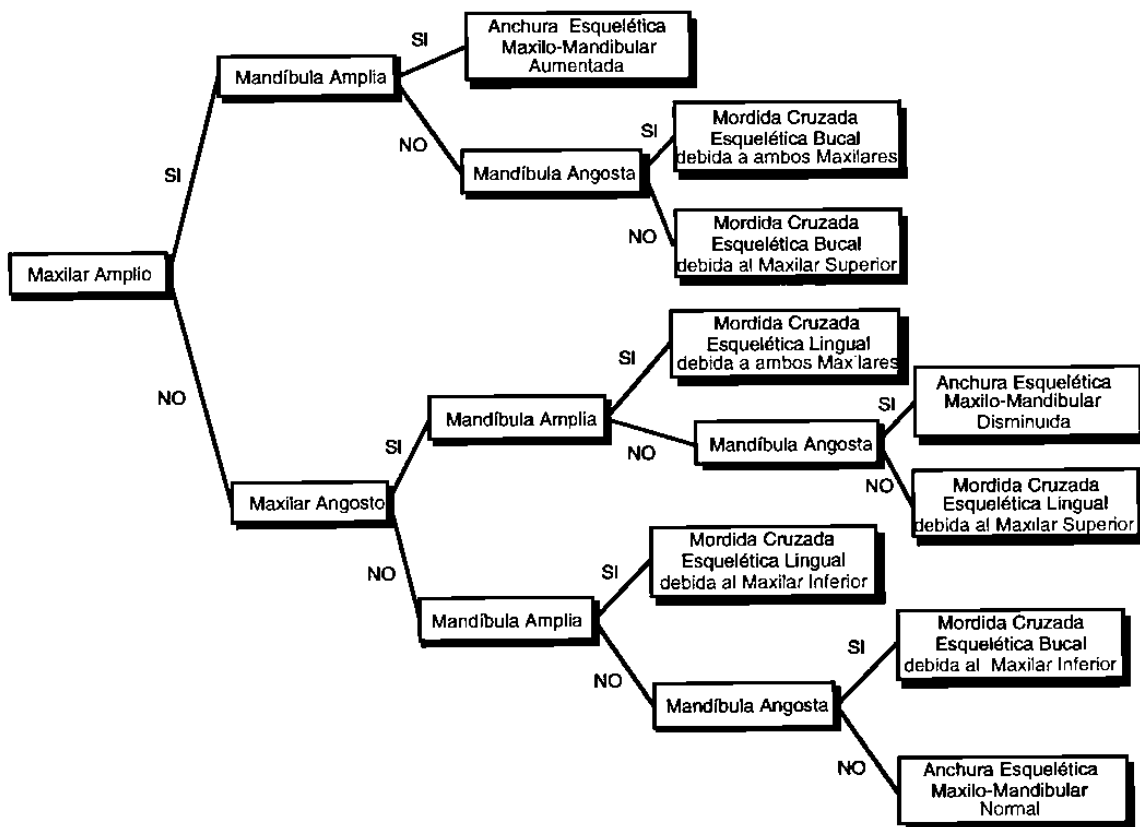 Anchura Esquelética
Maxilo-Mandibular
Aumentada
SI
Mandíbula Amplia
NO
Mordida Cruzada
Esquelética Bucal
debida a ambos Maxilares
SI
Mandíbula Angosta
NO
Mordida Cruzada
Esquelética Bucal
debida al Maxilar Superior
SI
Maxilar Amplio
NO
Mordida Cruzada
Esquelética Lingual
debida a ambos Maxilares
SI
Mandíbula Amplia
NO
Anchura Esquelética
Maxilo-Mandibular
Disminuida
SI
Mandíbula Angosta
NO
Mordida Cruzada
Esquelética Lingual
debida al Maxilar Superior
SI
Maxilar Angosto
NO
Mordida Cruzada
Esquelética Lingual
debida al Maxilar Inferior
SI
Mandíbula Amplia
NO
Mordida Cruzada
Esquelética Bucal
debida al Maxilar Inferior
SI
Mandíbula Angosta
NO
Anchura Esquelética
Maxilo-Mandibular
Normal